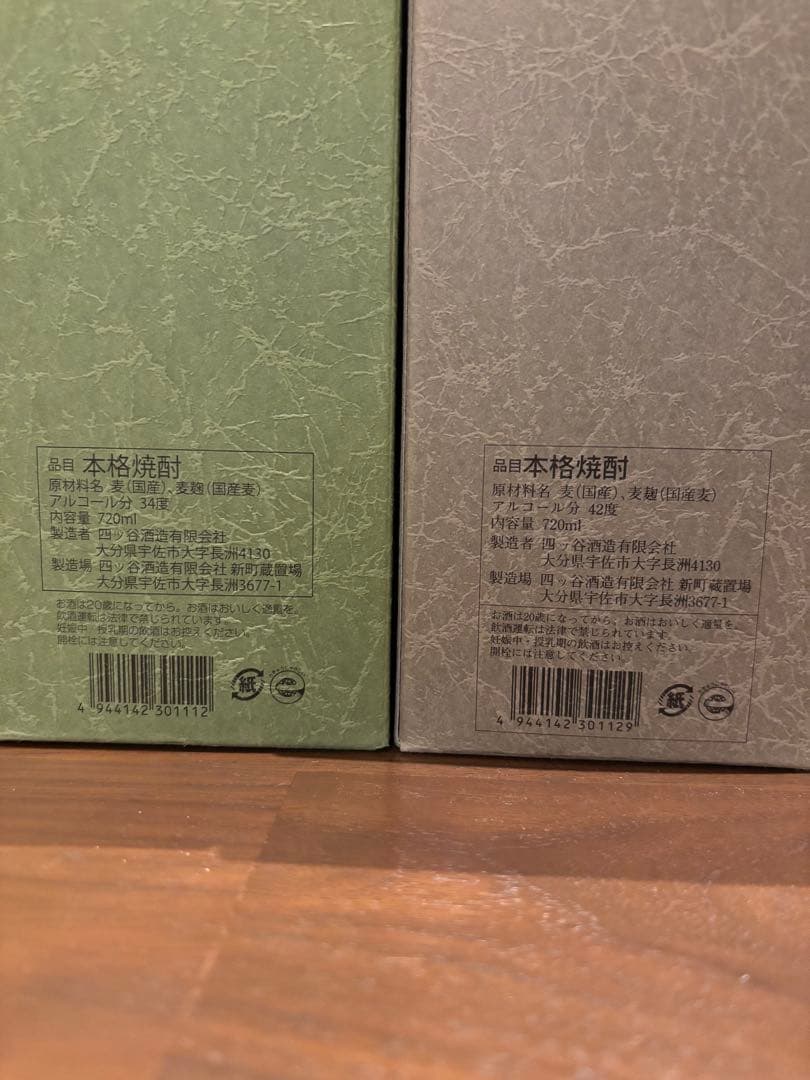 品目 本格焼酎
原材料名 麦(国産)、麦麹(国産麦)
アルコール分 34度
内容量 720ml
製造者 四ッ谷酒造有限会社
大分県宇佐市大字長洲4130
製造場 四ッ谷酒造有限会社 新町蔵置場
大分県宇佐市大字長洲3677-1
お酒は20歳になってから。お酒はおいしく適量を。
飲酒運転は法律で禁じられています。
妊娠中・授乳期の飲酒はお控えください。
開栓には注意してください。
4 944142 301112
紙
品目 本格焼酎
原材料名 麦(国産)、麦麹(国産麦)
アルコール分 42度
内容量 720ml
製造者 四ッ谷酒造有限会社
大分県宇佐市大字長洲4130
製造場 四ッ谷酒造有限会社 新町蔵置場
大分県宇佐市大字長洲3677-1
お酒は20歳になってから。お酒はおいしく適量を。
飲酒運転は法律で禁じられています。
妊娠中・授乳期の飲酒はお控えください。
開栓には注意してください。
4 944142 301129
紙